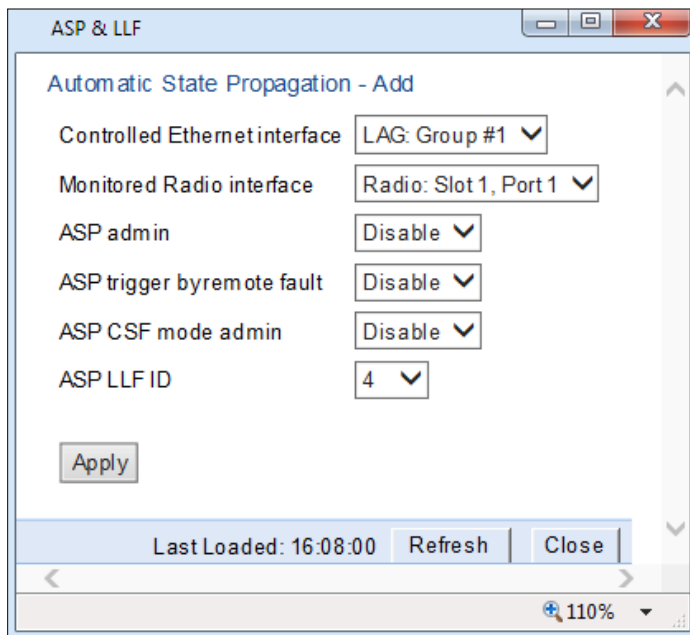 ASP & LLF
Automatic State Propagation - Add
Controlled Ethernet interface LAG: Group #1
Monitored Radio interface Radio: Slot 1, Port 1
ASP admin Disable
ASP trigger byremote fault Disable
ASP CSF mode admin Disable
ASP LLF ID 4
Apply
Last Loaded: 16:08:00 Refresh Close
110%